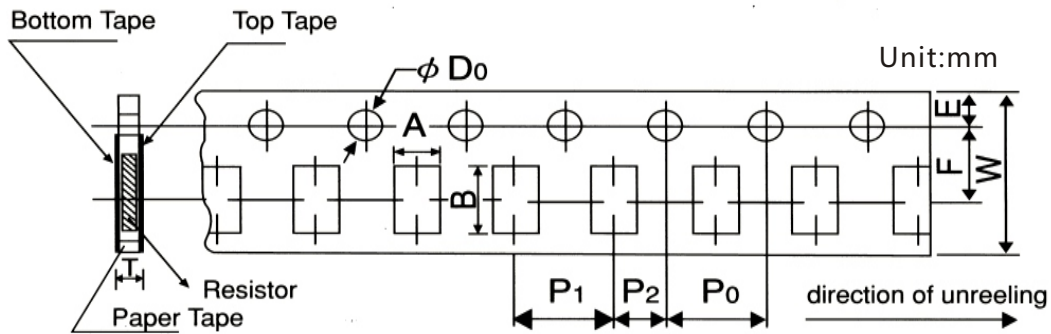 Bottom Tape
Top Tape
Unit:mm
ϕ D0
A
E
F
W
B
T
Resistor
Paper Tape
P1
P2
P0
direction of unreeling